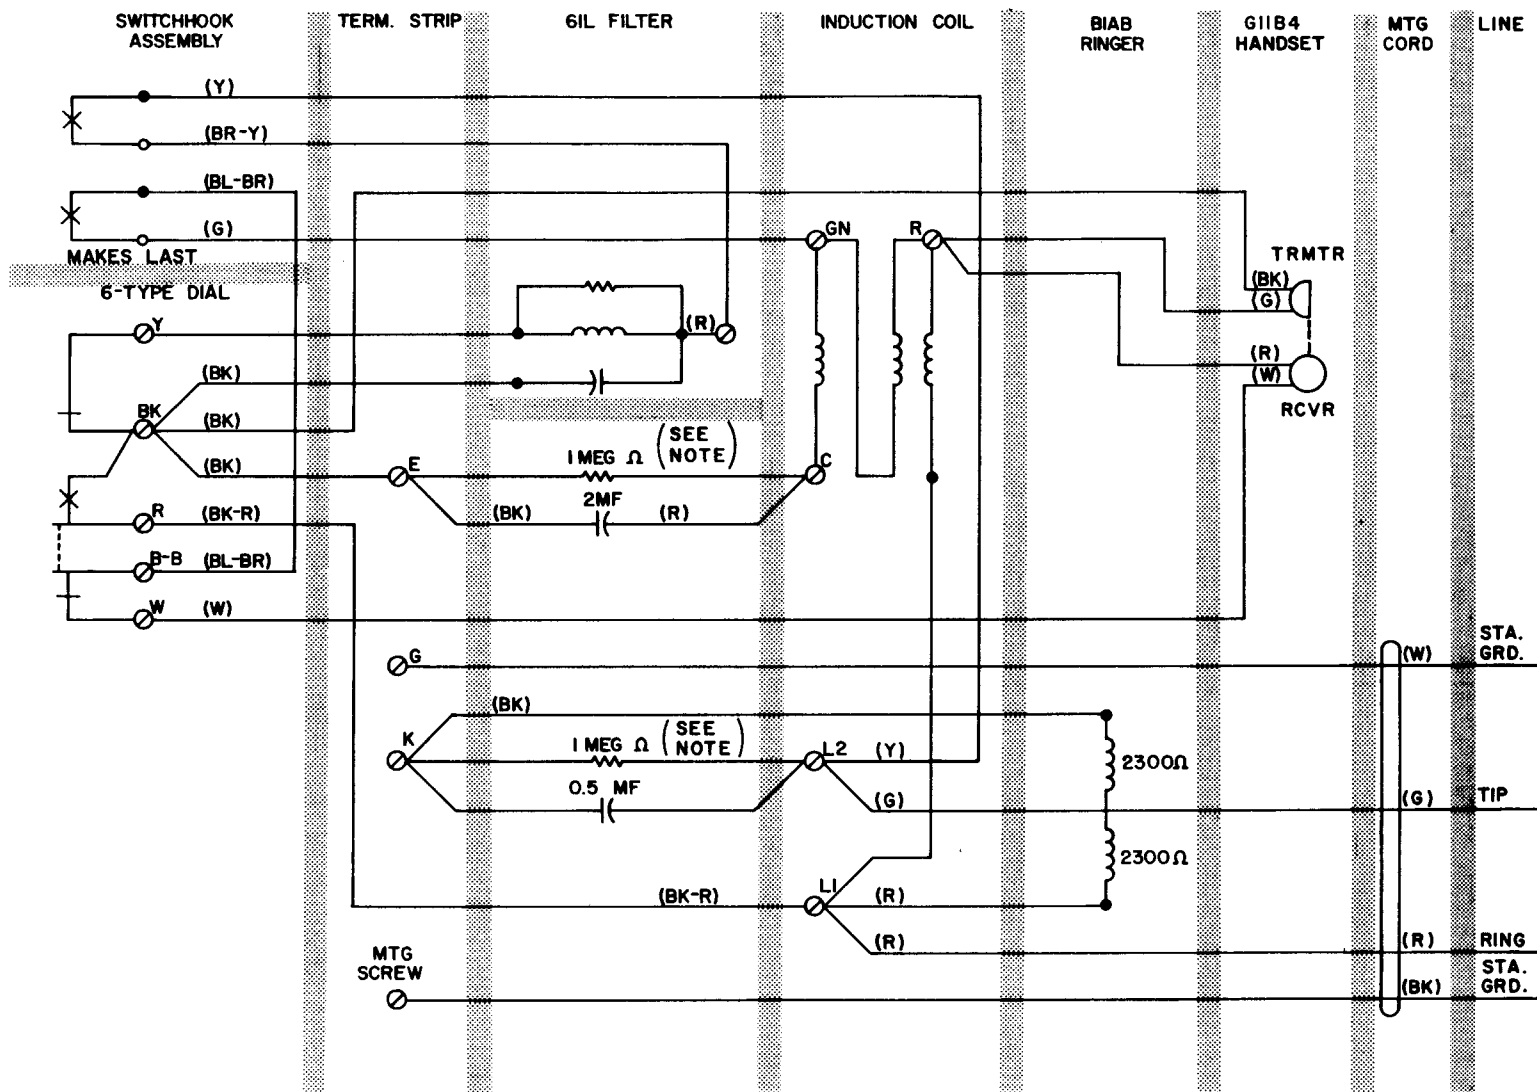 SWITCHHOOK
ASSEMBLY
TERM. STRIP
61L FILTER
INDUCTION COIL
B1AB
RINGER
G11B4
HANDSET
MTG
CORD
LINE
(Y)
(BR-Y)
(BL-BR)
(G)
MAKES LAST
GN
R
TRMTR
(BK)
(G)
6-TYPE DIAL
Y
(R)
(R)
(W)
RCVR
(BK)
BK
(BK)
(BK)
E
1 MEG Ω
(SEE
NOTE)
C
2MF
(BK)
(R)
R
(BK-R)
B-B
(BL-BR)
W
(W)
G
(W)
STA.
GRD.
(BK)
K
1 MEG Ω
(SEE
NOTE)
L2
(Y)
2300Ω
0.5 MF
(G)
(G)
TIP
2300Ω
(BK-R)
L1
(R)
(R)
(R)
RING
MTG
SCREW
(BK)
STA.
GRD.